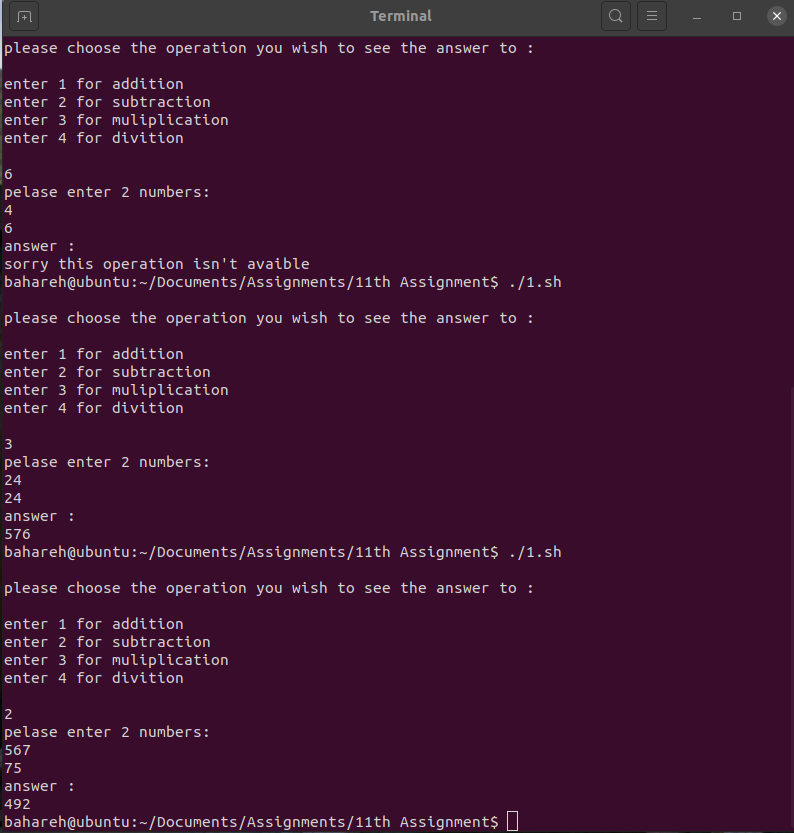 Terminal
please choose the operation you wish to see the answer to :
enter 1 for addition
enter 2 for subtraction
enter 3 for muliplication
enter 4 for divition
6
pelase enter 2 numbers:
4
6
answer :
sorry this operation isn't avaible
bahareh@ubuntu:~/Documents/Assignments/11th Assignment$ ./1.sh
please choose the operation you wish to see the answer to :
enter 1 for addition
enter 2 for subtraction
enter 3 for muliplication
enter 4 for divition
3
pelase enter 2 numbers:
24
24
answer :
576
bahareh@ubuntu:~/Documents/Assignments/11th Assignment$ ./1.sh
please choose the operation you wish to see the answer to :
enter 1 for addition
enter 2 for subtraction
enter 3 for muliplication
enter 4 for divition
2
pelase enter 2 numbers:
567
75
answer :
492
bahareh@ubuntu:~/Documents/Assignments/11th Assignment$